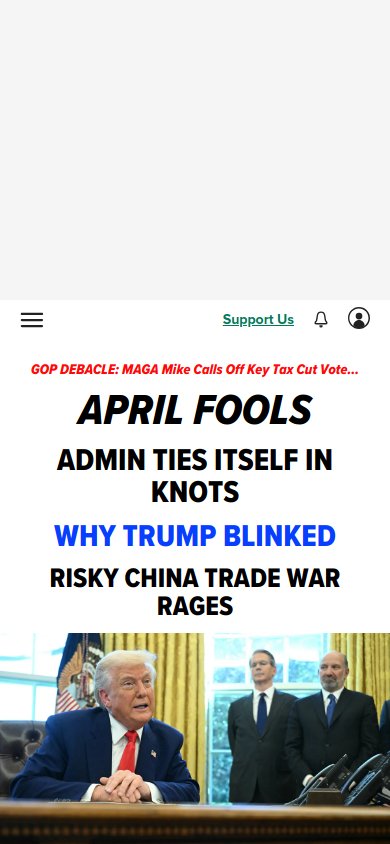 Support Us
GOP DEBACLE: MAGA Mike Calls Off Key Tax Cut Vote...
APRIL FOOLS
ADMIN TIES ITSELF IN
KNOTS
WHY TRUMP BLINKED
RISKY CHINA TRADE WAR
RAGES